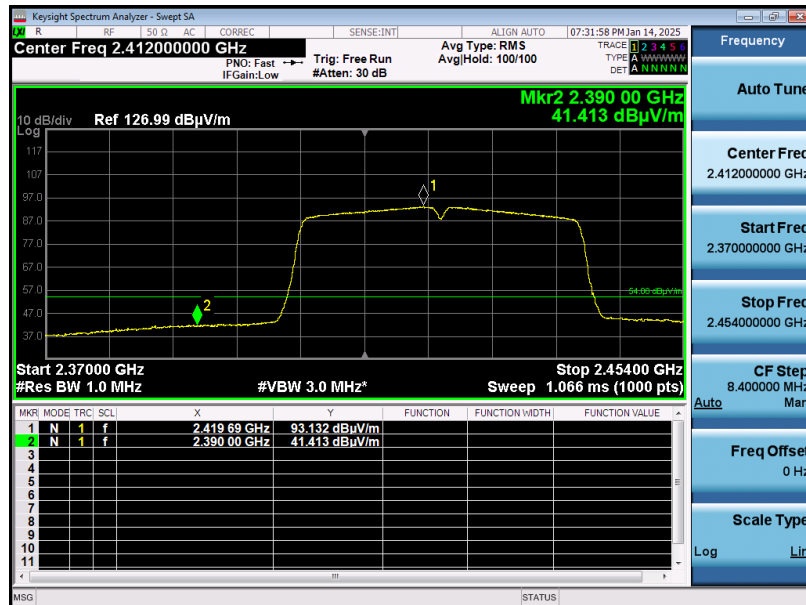 Keysight Spectrum Analyzer - Swept SA
LXI R RF 50 Ω AC CORREC SENSE:INT ALIGN AUTO 07:31:58 PM Jan 14, 2025
Center Freq 2.412000000 GHz
PNO: Fast
IFGain:Low
Trig: Free Run
#Atten: 30 dB
Avg Type: RMS
Avg|Hold: 100/100
TRACE 1 2 3 4 5 6
TYPE A WWWWW
DET A N N N N N
Mkr2 2.390 00 GHz
41.413 dBµV/m
10 dB/div Ref 126.99 dBµV/m
Log
117
107
97.0
87.0
77.0
67.0
57.0
47.0
37.0
1
2
54.00 dBµV/m
Start 2.37000 GHz Stop 2.45400 GHz
#Res BW 1.0 MHz #VBW 3.0 MHz* Sweep 1.066 ms (1000 pts)
MKR MODE TRC SCL X Y FUNCTION FUNCTION WIDTH FUNCTION VALUE
1 N 1 f 2.419 69 GHz 93.132 dBµV/m
2 N 1 f 2.390 00 GHz 41.413 dBµV/m
3
4
5
6
7
8
9
10
11
MSG STATUS
Frequency
Auto Tune
Center Freq
2.412000000 GHz
Start Freq
2.370000000 GHz
Stop Freq
2.454000000 GHz
CF Step
8.400000 MHz
Auto Man
Freq Offset
0 Hz
Scale Type
Log Lin